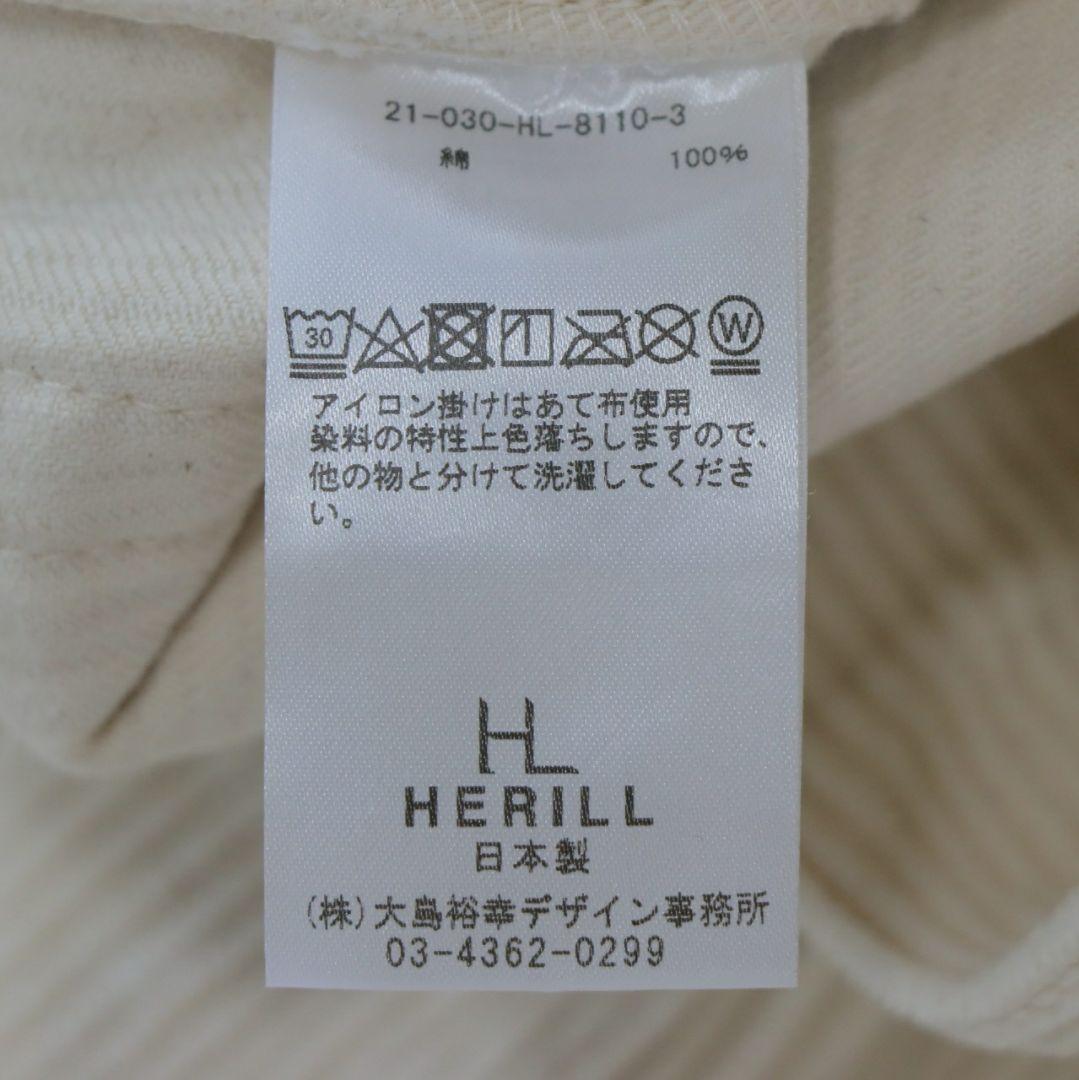 21-030-HL-8110-3
綿 100%
30 W
アイロン掛けはあて布使用
染料の特性上色落ちしますので、
他の物と分けて洗濯してくださ
い。
HL
HERILL
日本製
(株)大島裕幸デザイン事務所
03-4362-0299